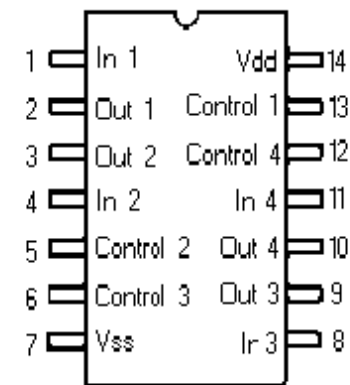 1 In 1 Vdd 14
2 Out 1 Control 1 13
3 Out 2 Control 4 12
4 In 2 In 4 11
5 Control 2 Out 4 10
6 Control 3 Out 3 9
7 Vss In 3 8